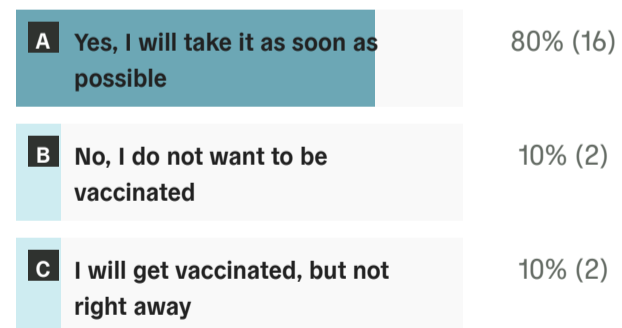 A Yes, I will take it as soon as 80% (16)
possible
B No, I do not want to be 10% (2)
vaccinated
C I will get vaccinated, but not 10% (2)
right away